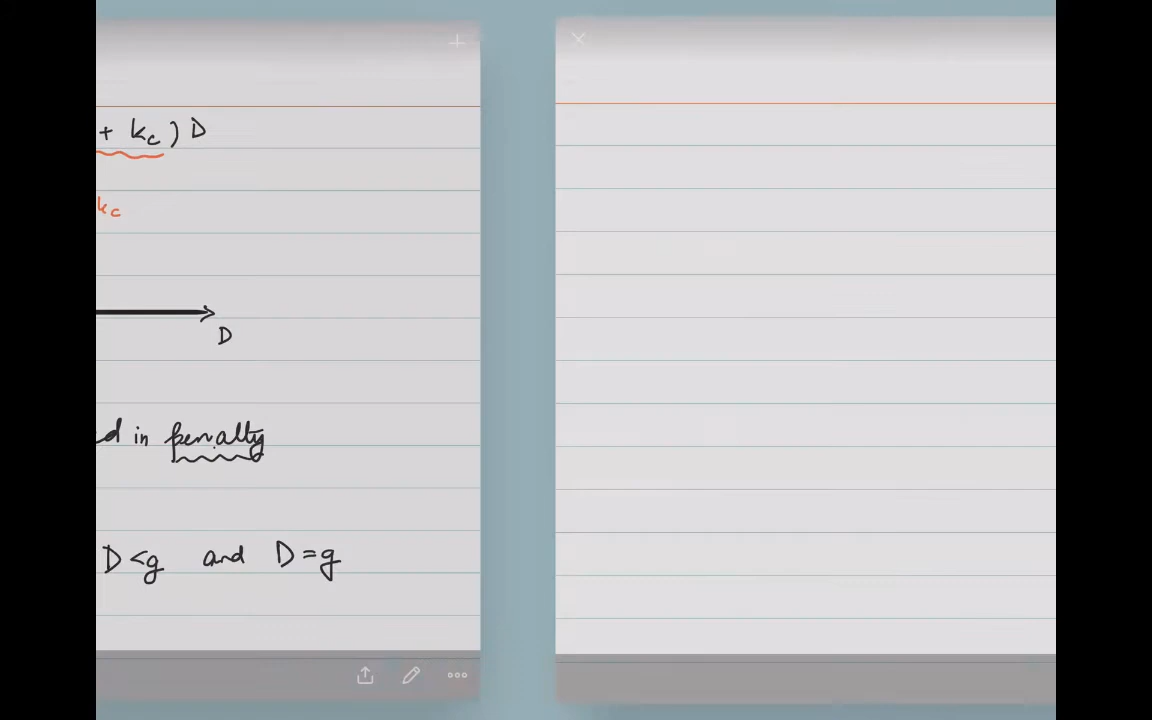 + kc ) D
kc
D
d in penalty
D < g and D = g